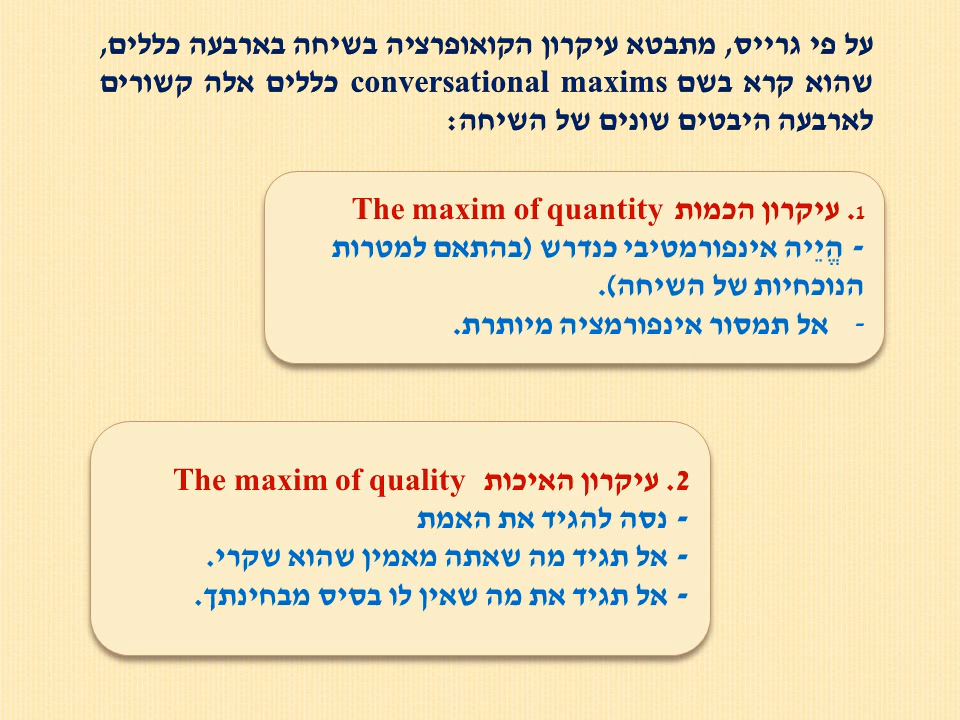 על פי גרייס, מתבטא עיקרון הקואופרציה בשיחה בארבעה כללים,
שהוא קרא בשם conversational maxims כללים אלה קשורים
לארבעה היבטים שונים של השיחה:
1. עיקרון הכמות The maxim of quantity
- הֱיֵייה אינפורמטיבי כנדרש (בהתאם למטרות
הנוכחיות של השיחה).
- אל תמסור אינפורמציה מיותרת.
2. עיקרון האיכות The maxim of quality
- נסה להגיד את האמת
- אל תגיד מה שאתה מאמין שהוא שקרי.
- אל תגיד את מה שאין לו בסיס מבחינתך.